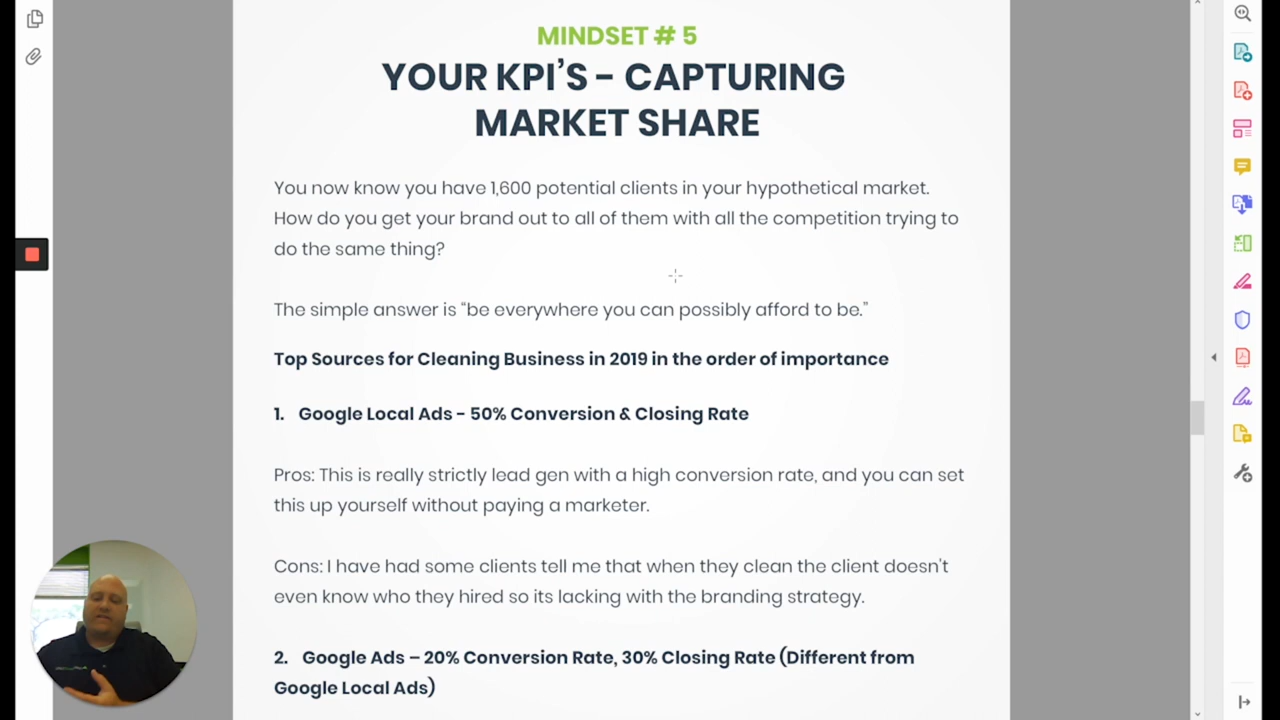 MINDSET # 5
YOUR KPI’S – CAPTURING
MARKET SHARE
You now know you have 1,600 potential clients in your hypothetical market.
How do you get your brand out to all of them with all the competition trying to
do the same thing?
The simple answer is “be everywhere you can possibly afford to be.”
Top Sources for Cleaning Business in 2019 in the order of importance
1. Google Local Ads - 50% Conversion & Closing Rate
Pros: This is really strictly lead gen with a high conversion rate, and you can set
this up yourself without paying a marketer.
Cons: I have had some clients tell me that when they clean the client doesn't
even know who they hired so its lacking with the branding strategy.
2. Google Ads – 20% Conversion Rate, 30% Closing Rate (Different from
Google Local Ads)